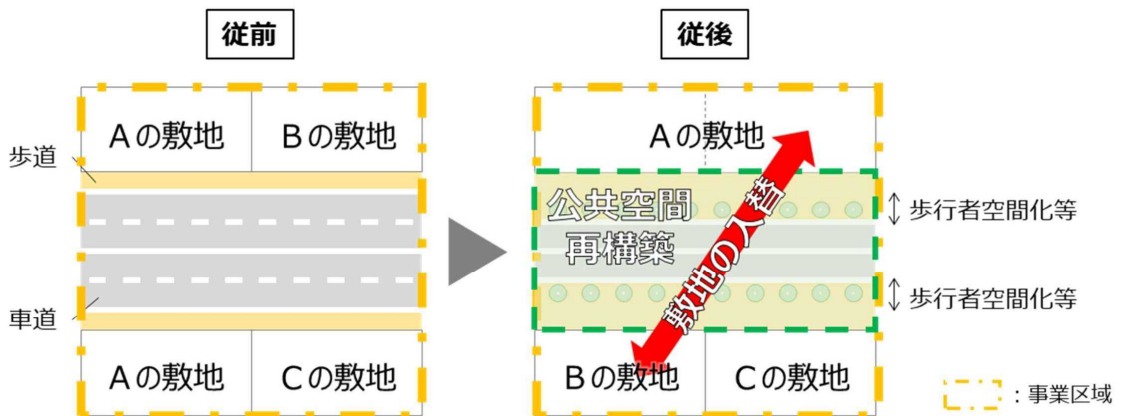 従前
従後
Aの敷地
Bの敷地
Aの敷地
歩道
公共空間
再構築
敷地の入替
歩行者空間化等
車道
歩行者空間化等
Aの敷地
Cの敷地
Bの敷地
Cの敷地
：事業区域